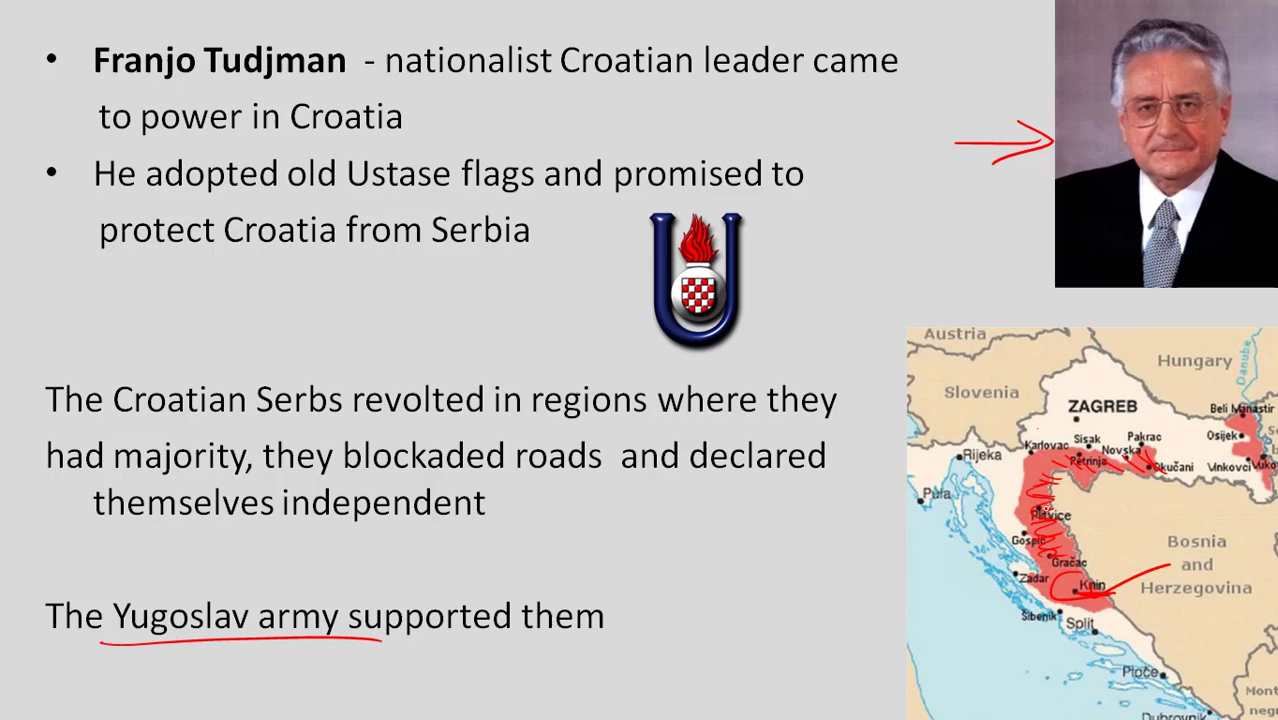 • Franjo Tudjman - nationalist Croatian leader came
to power in Croatia
• He adopted old Ustase flags and promised to
protect Croatia from Serbia
The Croatian Serbs revolted in regions where they
had majority, they blockaded roads and declared
themselves independent
The Yugoslav army supported them
Austria
Hungary
Danube
Slovenia
ZAGREB
Beli Manastir
Karlovac
Sisak
Pakrac
Osijek
Novska
Rijeka
Petrinja
Okučani
Vinkovci
Pula
Plitvice
Gospić
Bosnia
and
Herzegovina
Gračac
Zadar
Knin
Šibenik
Split
Ploče
Dubrovnik